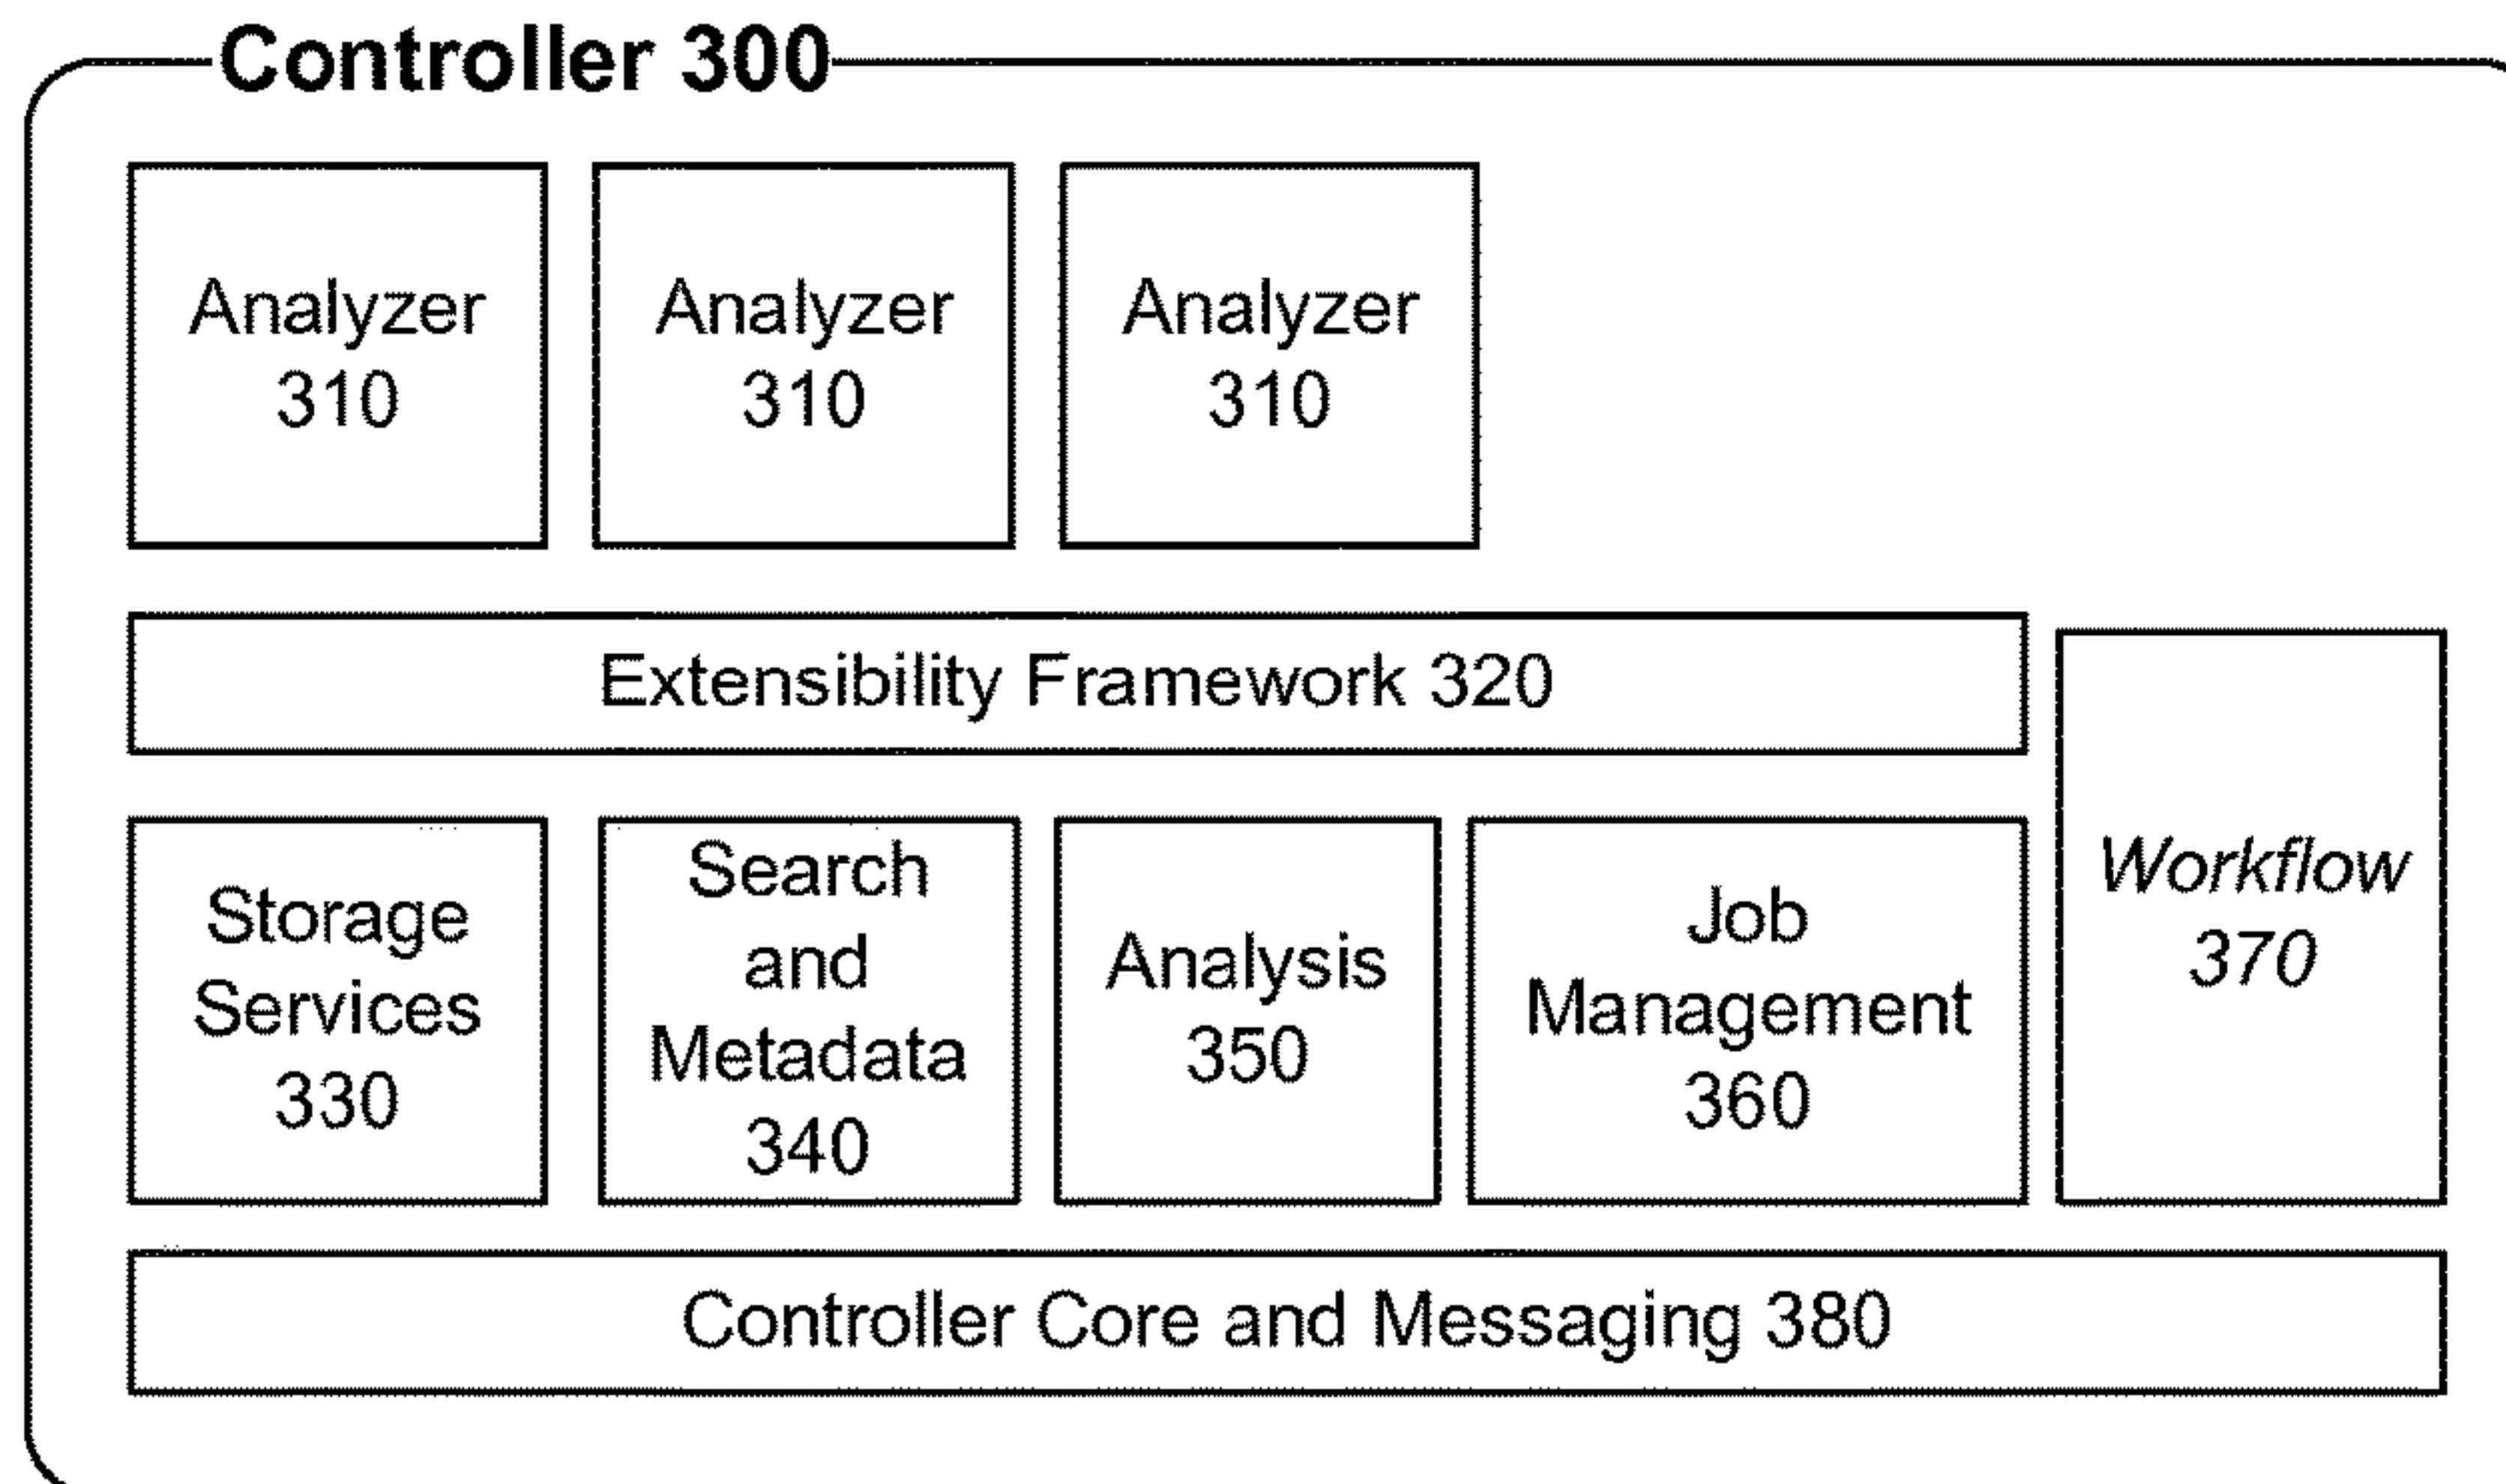 Controller 300
Analyzer
310
Analyzer
310
Analyzer
310
Extensibility Framework 320
Storage
Services
330
Search
and
Metadata
340
Analysis
350
Job
Management
360
Workflow
370
Controller Core and Messaging 380